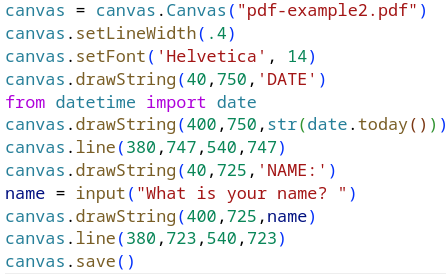 canvas = canvas.Canvas("pdf-example2.pdf")
canvas.setLineWidth(.4)
canvas.setFont('Helvetica', 14)
canvas.drawString(40,750,'DATE')
from datetime import date
canvas.drawString(400,750,str(date.today()))
canvas.line(380,747,540,747)
canvas.drawString(40,725,'NAME:')
name = input("What is your name? ")
canvas.drawString(400,725,name)
canvas.line(380,723,540,723)
canvas.save()